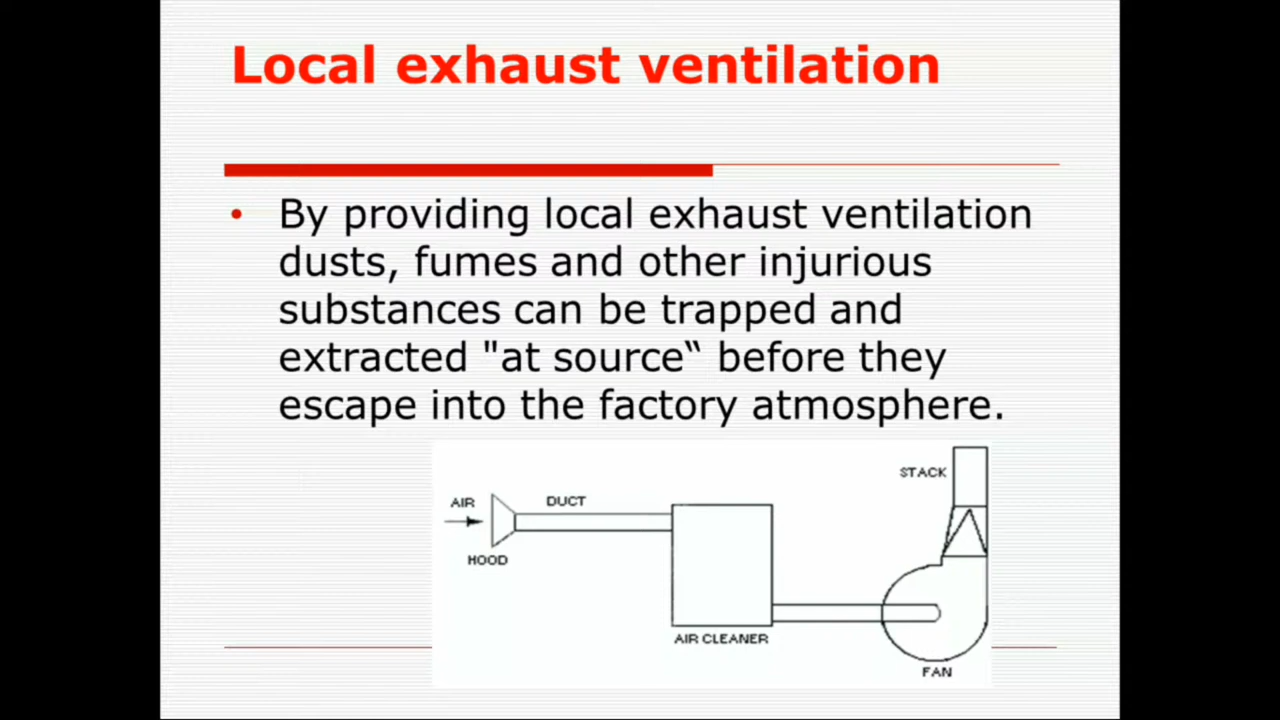 Local exhaust ventilation
• By providing local exhaust ventilation
dusts, fumes and other injurious
substances can be trapped and
extracted "at source“ before they
escape into the factory atmosphere.
STACK
AIR
DUCT
HOOD
AIR CLEANER
FAN